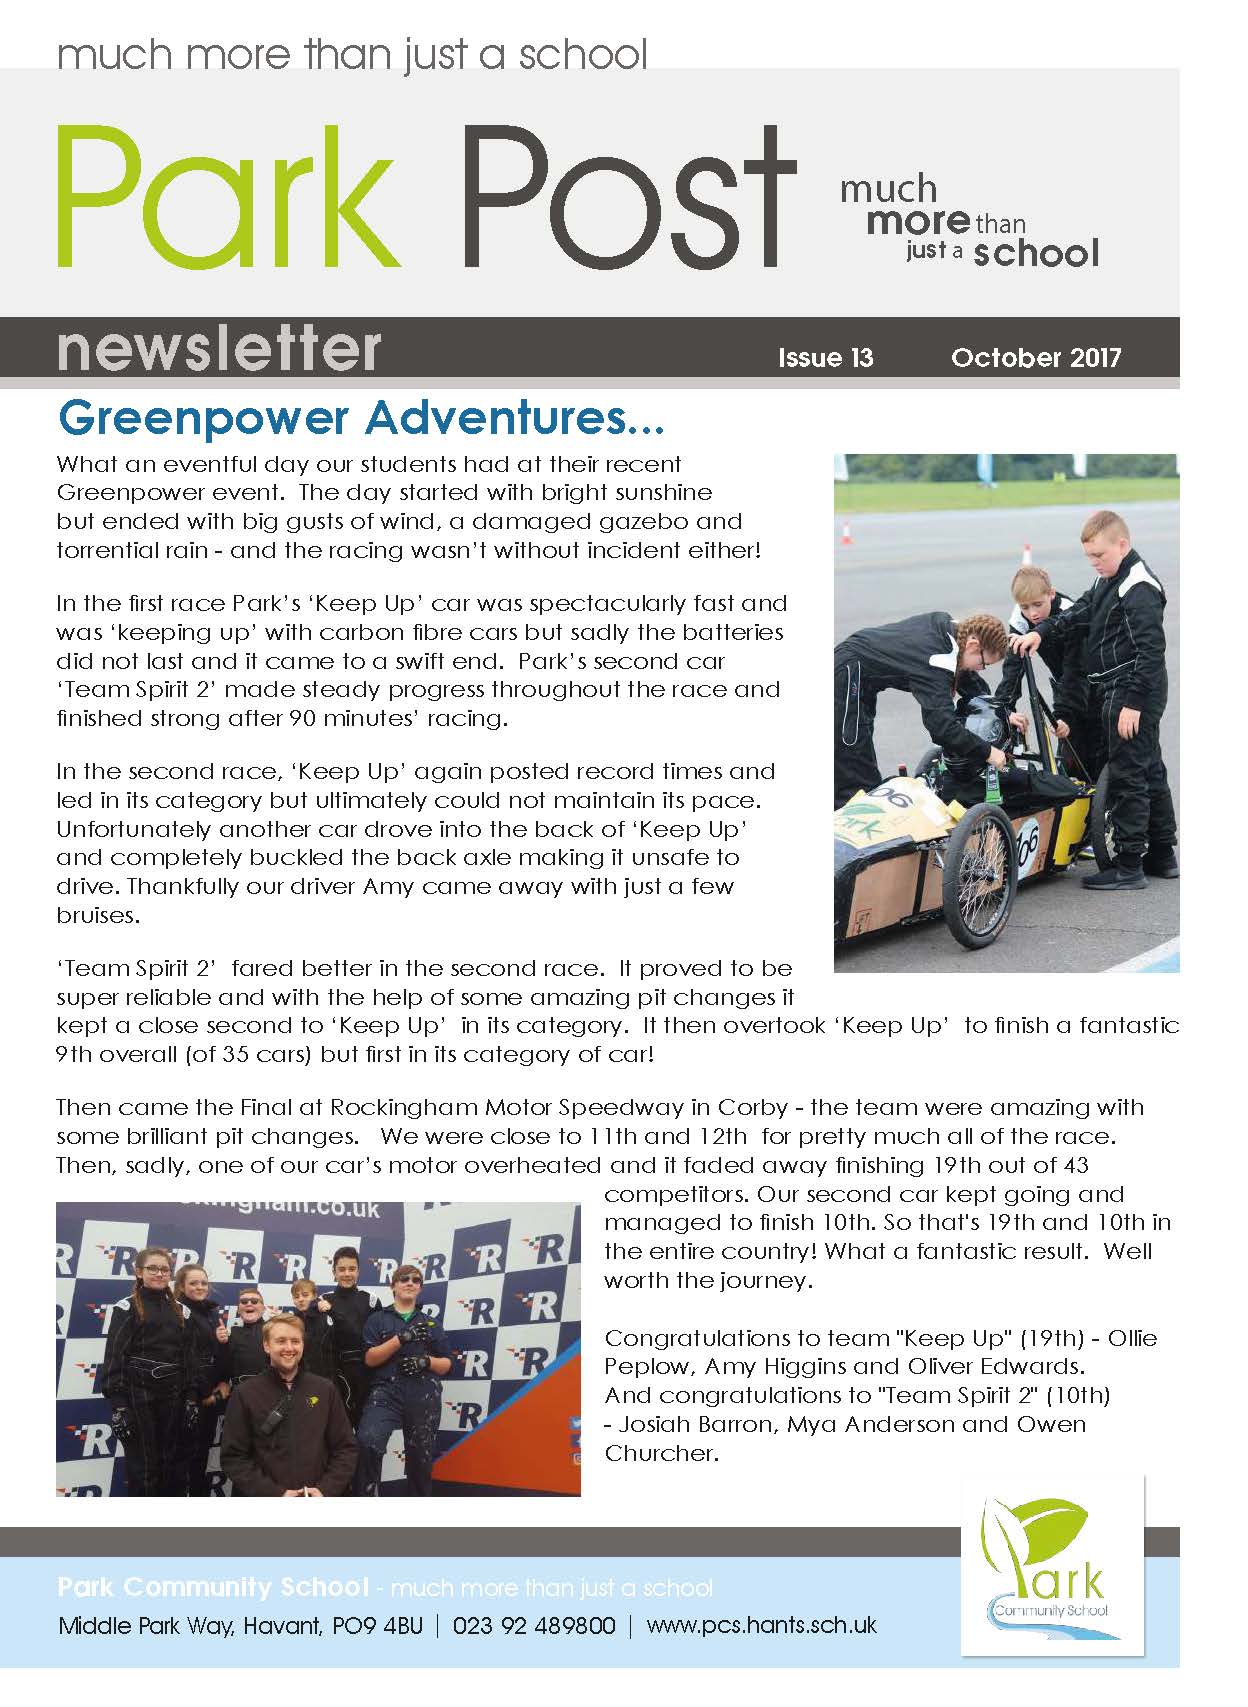 much more than just a school
Park Post
much
more than
just a school
newsletter
Issue 13
October 2017
Greenpower Adventures...
What an eventful day our students had at their recent
Greenpower event.  The day started with bright sunshine
but ended with big gusts of wind, a damaged gazebo and
torrential rain - and the racing wasn’t without incident either!
In the first race Park’s ‘Keep Up’ car was spectacularly fast and
was ‘keeping up’ with carbon fibre cars but sadly the batteries
did not last and it came to a swift end.  Park’s second car
‘Team Spirit 2’ made steady progress throughout the race and
finished strong after 90 minutes’ racing.
In the second race, ‘Keep Up’ again posted record times and
led in its category but ultimately could not maintain its pace.
Unfortunately another car drove into the back of ‘Keep Up’
and completely buckled the back axle making it unsafe to
drive. Thankfully our driver Amy came away with just a few
bruises.
‘Team Spirit 2’  fared better in the second race.  It proved to be
super reliable and with the help of some amazing pit changes it
kept a close second to ‘Keep Up’  in its category.  It then overtook ‘Keep Up’  to finish a fantastic
9th overall (of 35 cars) but first in its category of car!
Then came the Final at Rockingham Motor Speedway in Corby - the team were amazing with
some brilliant pit changes.   We were close to 11th and 12th  for pretty much all of the race.
Then, sadly, one of our car’s motor overheated and it faded away finishing 19th out of 43
competitors. Our second car kept going and
managed to finish 10th. So that's 19th and 10th in
the entire country! What a fantastic result.  Well
worth the journey.
Congratulations to team "Keep Up" (19th) - Ollie
Peplow, Amy Higgins and Oliver Edwards.
And congratulations to "Team Spirit 2" (10th)
- Josiah Barron, Mya Anderson and Owen
Churcher.
Park Community School - much more than just a school
Middle Park Way, Havant, PO9 4BU | 023 92 489800 | www.pcs.hants.sch.uk
Park
Community School